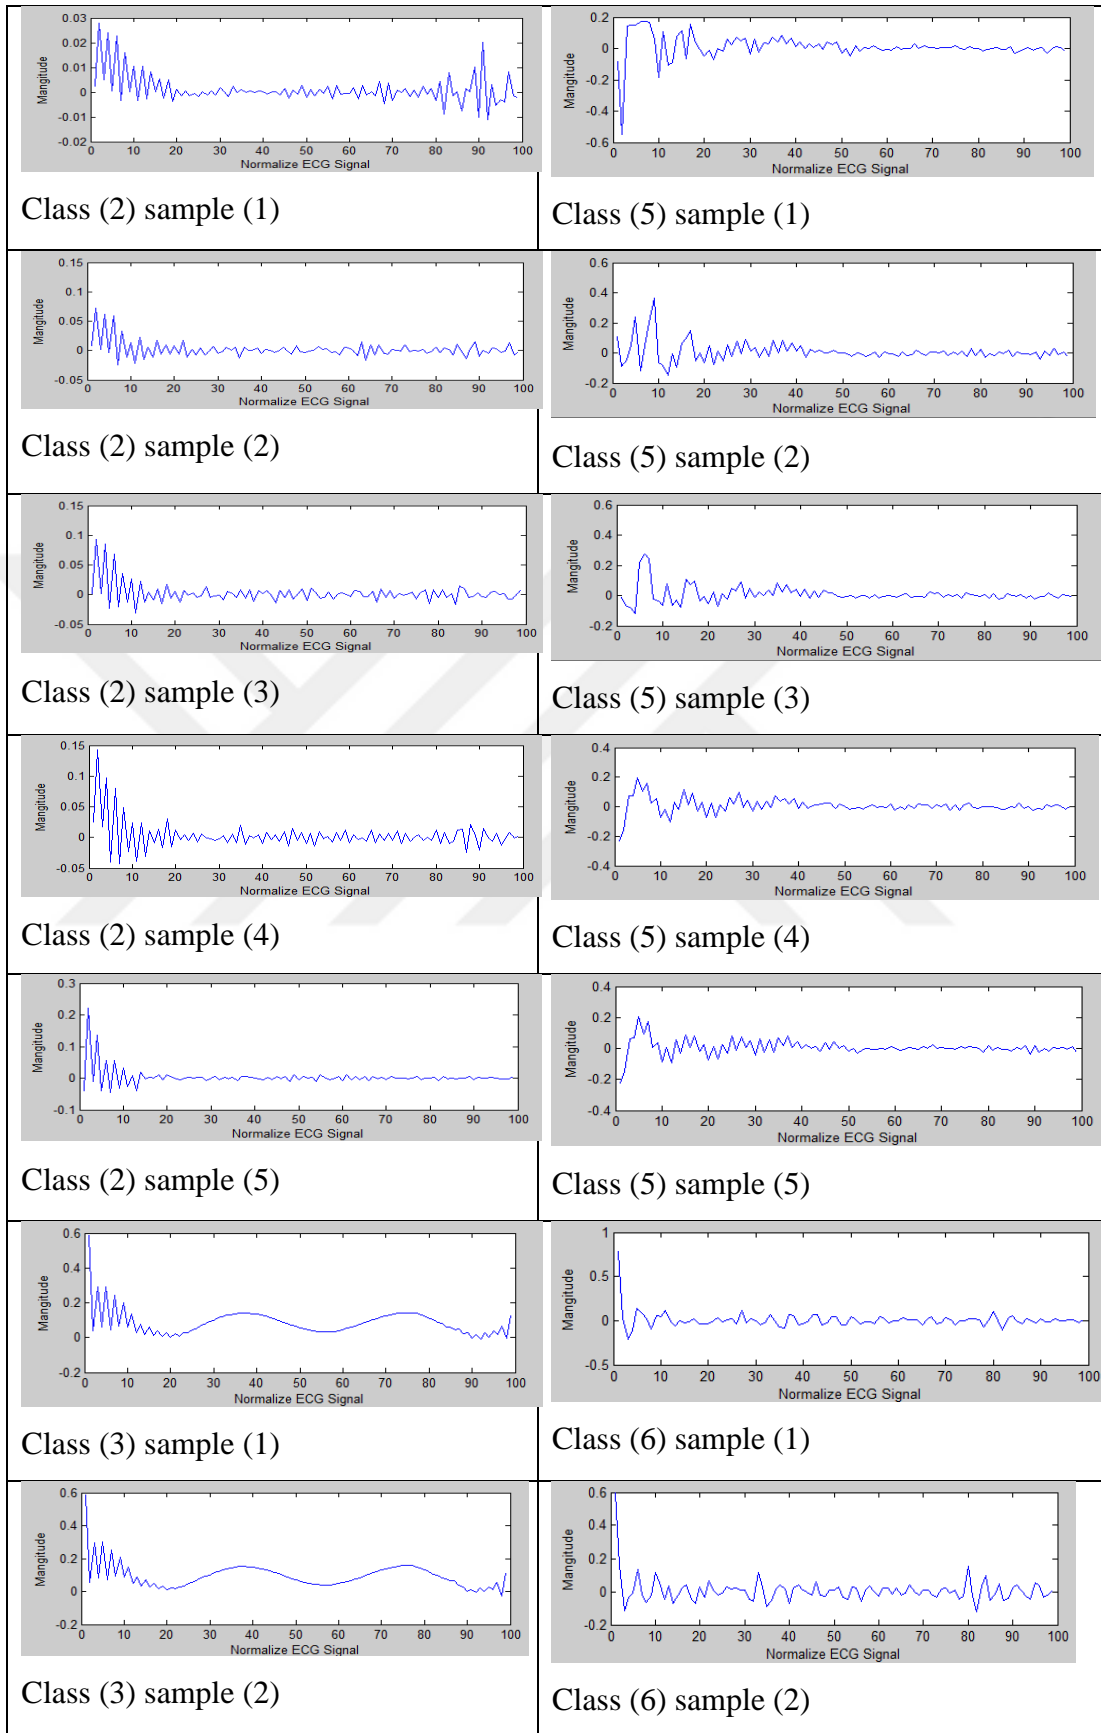 0.03
0.02
0.01
0
-0.01
-0.02
Mangitude
0 10 20 30 40 50 60 70 80 90 100
Normalize ECG Signal
Class (2) sample (1)
0.2
0
-0.2
-0.4
-0.6
Mangitude
0 10 20 30 40 50 60 70 80 90 100
Normalize ECG Signal
Class (5) sample (1)
0.15
0.1
0.05
0
-0.05
Mangitude
0 10 20 30 40 50 60 70 80 90 100
Normalize ECG Signal
Class (2) sample (2)
0.6
0.4
0.2
0
-0.2
Mangitude
0 10 20 30 40 50 60 70 80 90 100
Normalize ECG Signal
Class (5) sample (2)
0.15
0.1
0.05
0
-0.05
Mangitude
0 10 20 30 40 50 60 70 80 90 100
Normalize ECG Signal
Class (2) sample (3)
0.6
0.4
0.2
0
-0.2
Mangitude
0 10 20 30 40 50 60 70 80 90 100
Normalize ECG Signal
Class (5) sample (3)
0.15
0.1
0.05
0
-0.05
Mangitude
0 10 20 30 40 50 60 70 80 90 100
Normalize ECG Signal
Class (2) sample (4)
0.4
0.2
0
-0.2
-0.4
Mangitude
0 10 20 30 40 50 60 70 80 90 100
Normalize ECG Signal
Class (5) sample (4)
0.3
0.2
0.1
0
-0.1
Mangitude
0 10 20 30 40 50 60 70 80 90 100
Normalize ECG Signal
Class (2) sample (5)
0.4
0.2
0
-0.2
-0.4
Mangitude
0 10 20 30 40 50 60 70 80 90 100
Normalize ECG Signal
Class (5) sample (5)
0.6
0.4
0.2
0
-0.2
Mangitude
0 10 20 30 40 50 60 70 80 90 100
Normalize ECG Signal
Class (3) sample (1)
1
0.5
0
-0.5
Mangitude
0 10 20 30 40 50 60 70 80 90 100
Normalize ECG Signal
Class (6) sample (1)
0.6
0.4
0.2
0
-0.2
Mangitude
0 10 20 30 40 50 60 70 80 90 100
Normalize ECG Signal
Class (3) sample (2)
0.6
0.4
0.2
0
-0.2
Mangitude
0 10 20 30 40 50 60 70 80 90 100
Normalize ECG Signal
Class (6) sample (2)